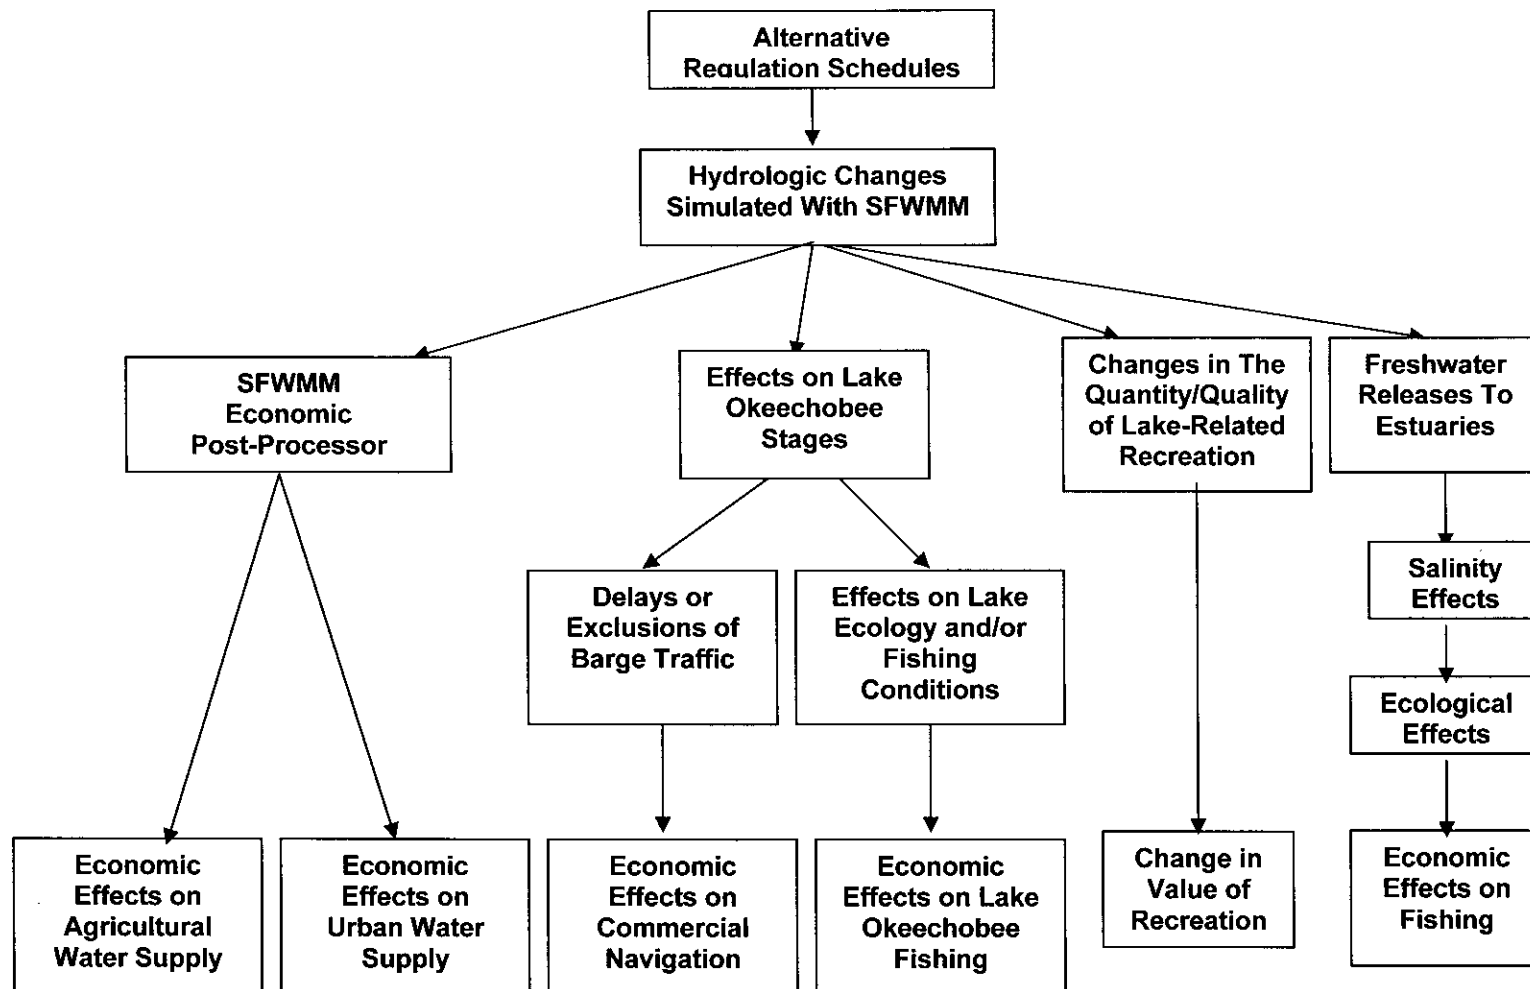 Alternative
Regulation Schedules
Hydrologic Changes
Simulated With SFWMM
SFWMM
Economic
Post-Processor
Effects on Lake
Okeechobee
Stages
Changes in The
Quantity/Quality
of Lake-Related
Recreation
Freshwater
Releases To
Estuaries
Delays or
Exclusions of
Barge Traffic
Effects on Lake
Ecology and/or
Fishing
Conditions
Salinity
Effects
Ecological
Effects
Economic
Effects on
Agricultural
Water Supply
Economic
Effects on
Urban Water
Supply
Economic
Effects on
Commercial
Navigation
Economic
Effects on Lake
Okeechobee
Fishing
Change in
Value of
Recreation
Economic
Effects on
Fishing